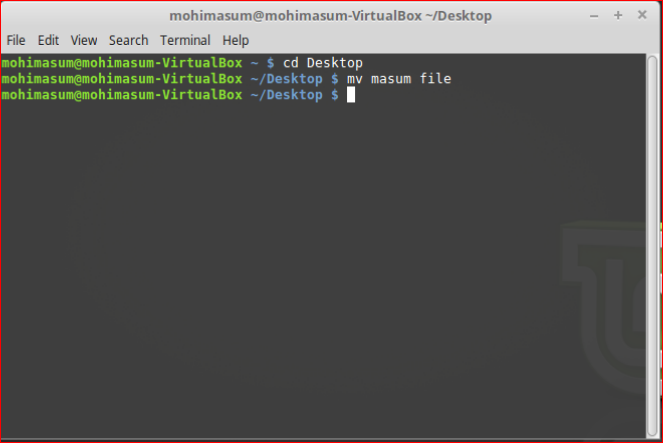 mohimasum@mohimasum-VirtualBox ~/Desktop
File Edit View Search Terminal Help
mohimasum@mohimasum-VirtualBox ~ $ cd Desktop
mohimasum@mohimasum-VirtualBox ~/Desktop $ mv masum file
mohimasum@mohimasum-VirtualBox ~/Desktop $